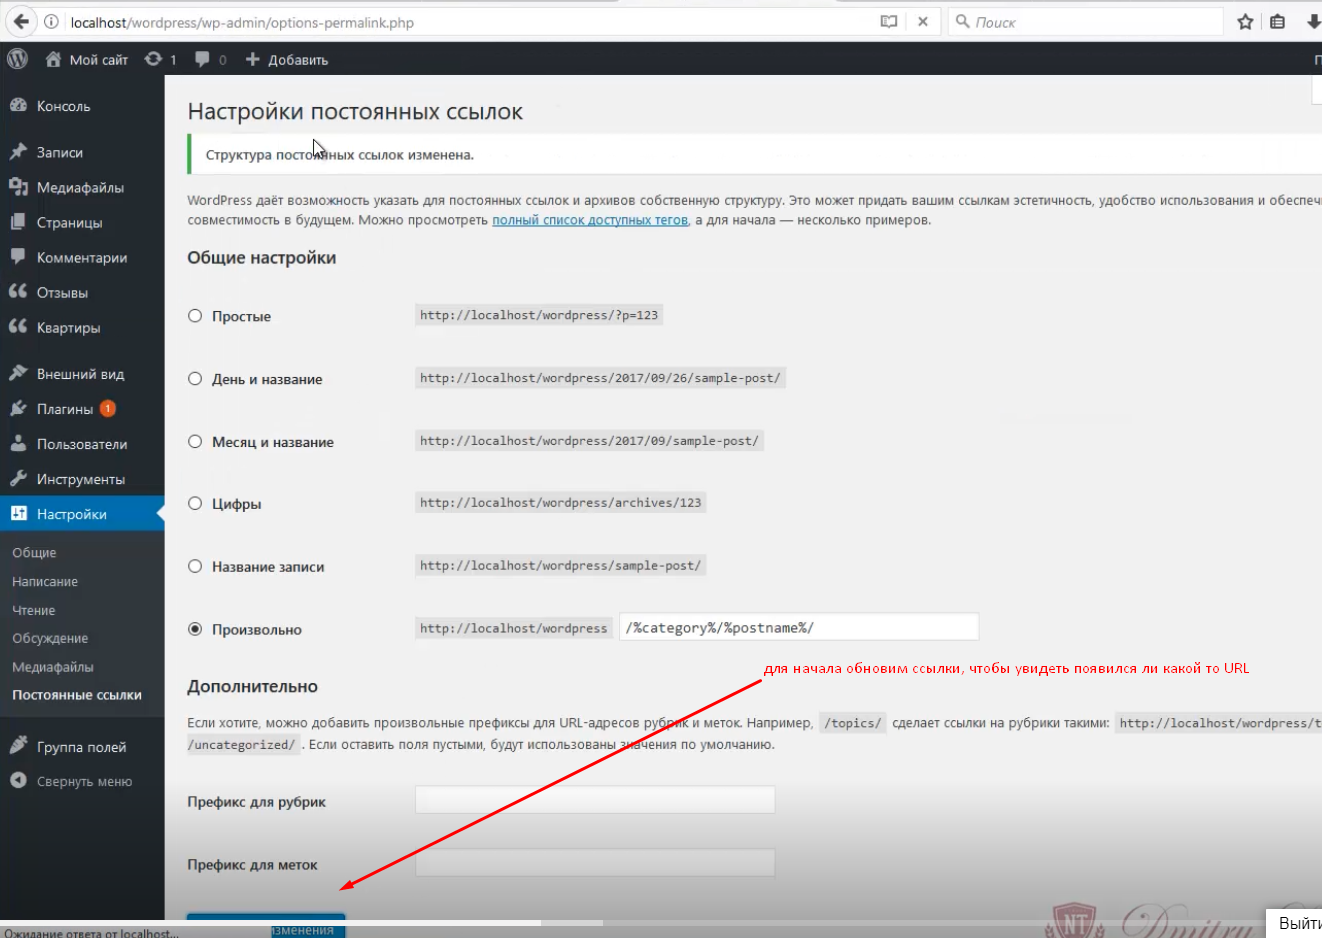 localhost/wordpress/wp-admin/options-permalink.php
Поиск
Мой сайт 1 0 Добавить
Консоль
Записи
Медиафайлы
Страницы
Комментарии
Отзывы
Квартиры
Внешний вид
Плагины 1
Пользователи
Инструменты
Настройки
Общие
Написание
Чтение
Обсуждение
Медиафайлы
Постоянные ссылки
Группа полей
Свернуть меню
Настройки постоянных ссылок
Структура постоянных ссылок изменена.
WordPress даёт возможность указать для постоянных ссылок и архивов собственную структуру. Это может придать вашим ссылкам эстетичность, удобство использования и обеспечи
совместимость в будущем. Можно просмотреть полный список доступных тегов, а для начала — несколько примеров.
Общие настройки
Простые http://localhost/wordpress/?p=123
День и название http://localhost/wordpress/2017/09/26/sample-post/
Месяц и название http://localhost/wordpress/2017/09/sample-post/
Цифры http://localhost/wordpress/archives/123
Название записи http://localhost/wordpress/sample-post/
Произвольно http://localhost/wordpress /%category%/%postname%/
для начала обновим ссылки, чтобы увидеть появился ли какой то URL
Дополнительно
Если хотите, можно добавить произвольные префиксы для URL-адресов рубрик и меток. Например, /topics/ сделает ссылки на рубрики такими: http://localhost/wordpress/t
/uncategorized/ . Если оставить поля пустыми, будут использованы значения по умолчанию.
Префикс для рубрик
Префикс для меток
изменения
Ожидание ответа от localhost...
NT Dmitry
Выйти